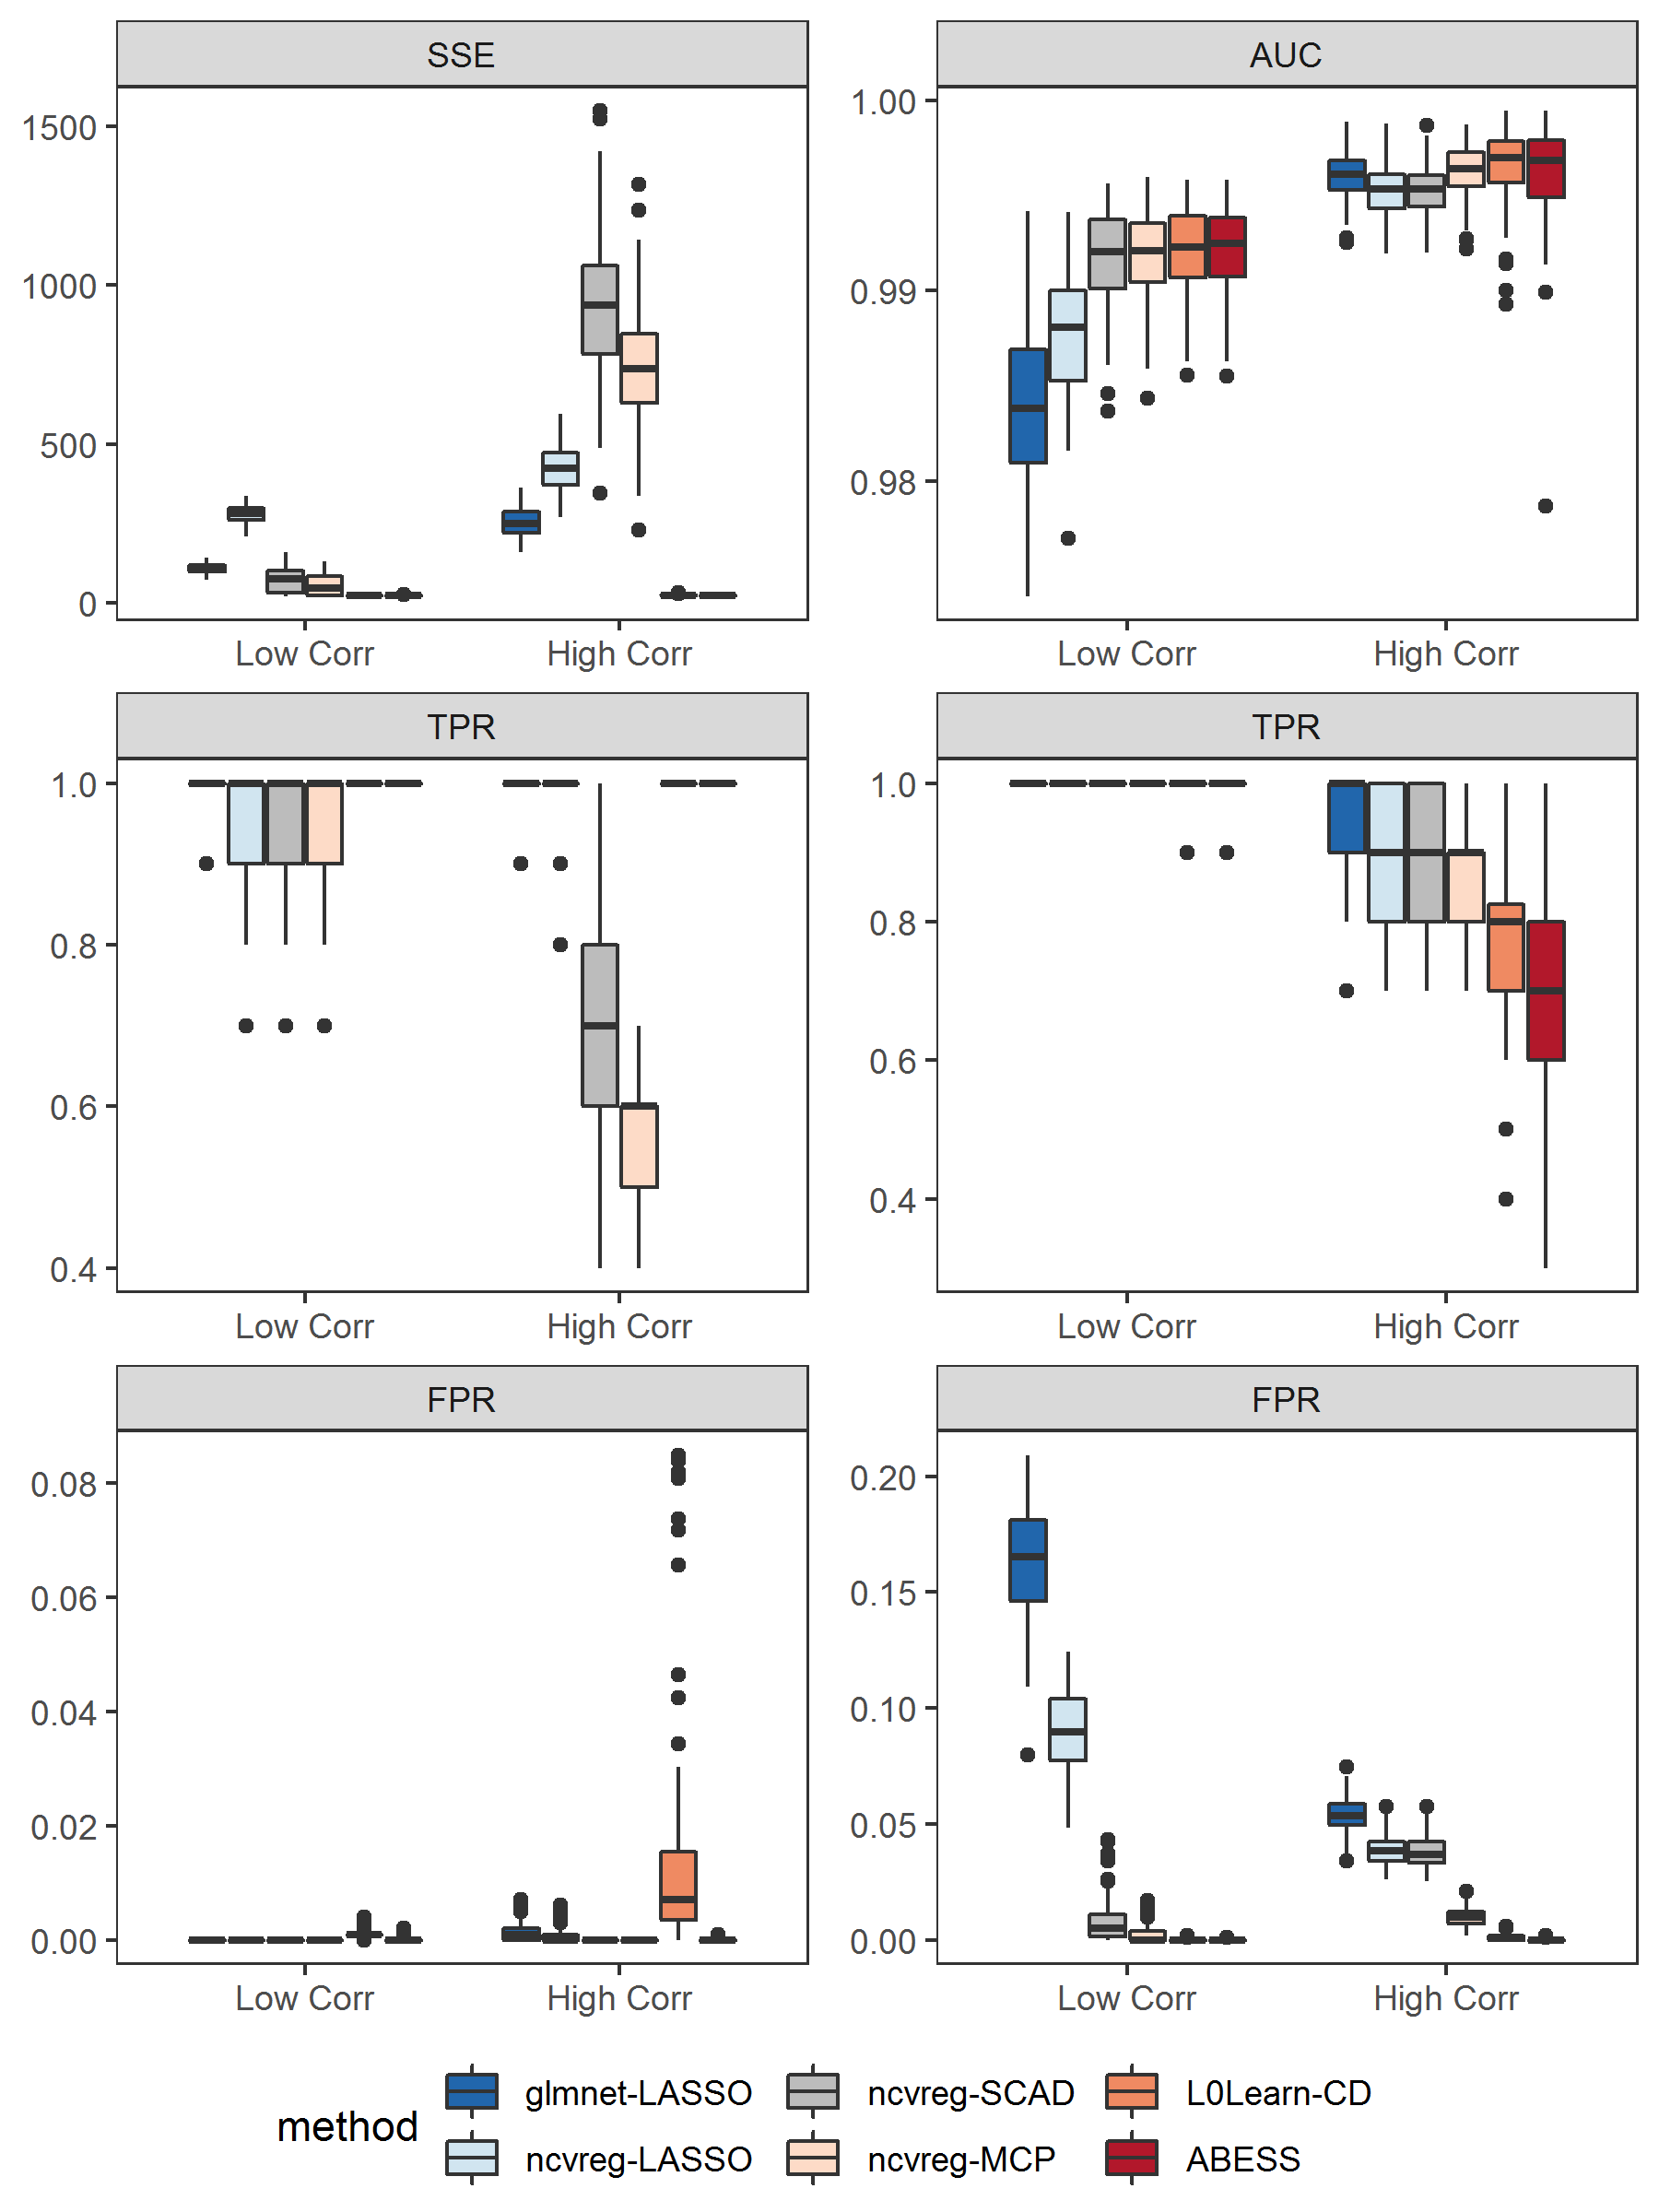 SSE
AUC
1500
1000
500
0
1.00
0.99
0.98
Low Corr
High Corr
Low Corr
High Corr
TPR
TPR
1.0
0.8
0.6
0.4
1.0
0.8
0.6
0.4
Low Corr
High Corr
Low Corr
High Corr
FPR
FPR
0.08
0.06
0.04
0.02
0.00
0.20
0.15
0.10
0.05
0.00
Low Corr
High Corr
Low Corr
High Corr
method
glmnet-LASSO
ncvreg-SCAD
L0Learn-CD
ncvreg-LASSO
ncvreg-MCP
ABESS